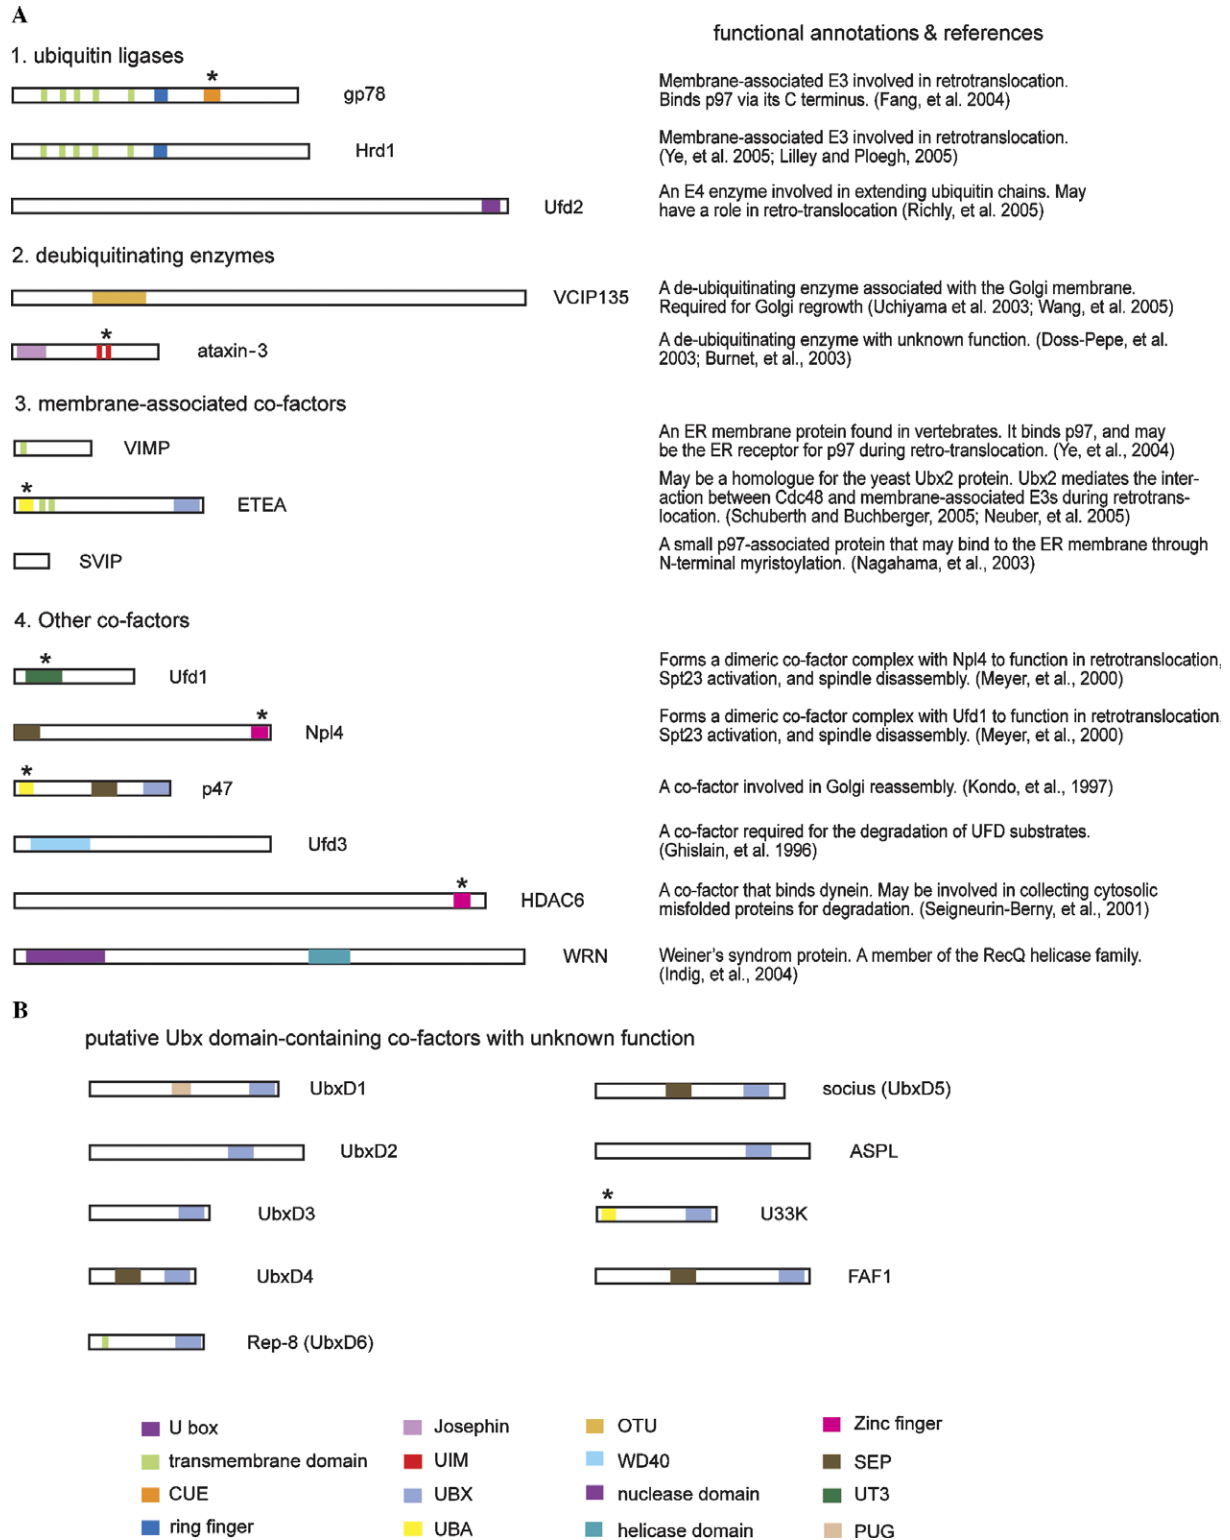 A
functional annotations & references
1. ubiquitin ligases
*
gp78
Membrane-associated E3 involved in retrotranslocation.
Binds p97 via its C terminus. (Fang, et al. 2004)
Hrd1
Membrane-associated E3 involved in retrotranslocation.
(Ye, et al. 2005; Lilley and Ploegh, 2005)
Ufd2
An E4 enzyme involved in extending ubiquitin chains. May
have a role in retro-translocation (Richly, et al. 2005)
2. deubiquitinating enzymes
VCIP135
A de-ubiquitinating enzyme associated with the Golgi membrane.
Required for Golgi regrowth (Uchiyama et al. 2003; Wang, et al. 2005)
*
ataxin-3
A de-ubiquitinating enzyme with unknown function. (Doss-Pepe, et al.
2003; Burnet, et al., 2003)
3. membrane-associated co-factors
VIMP
An ER membrane protein found in vertebrates. It binds p97, and may
be the ER receptor for p97 during retro-translocation. (Ye, et al., 2004)
*
ETEA
May be a homologue for the yeast Ubx2 protein. Ubx2 mediates the inter-
action between Cdc48 and membrane-associated E3s during retrotrans-
location. (Schuberth and Buchberger, 2005; Neuber, et al. 2005)
SVIP
A small p97-associated protein that may bind to the ER membrane through
N-terminal myristoylation. (Nagahama, et al., 2003)
4. Other co-factors
*
Ufd1
Forms a dimeric co-factor complex with Npl4 to function in retrotranslocation,
Spt23 activation, and spindle disassembly. (Meyer, et al., 2000)
*
Npl4
Forms a dimeric co-factor complex with Ufd1 to function in retrotranslocation,
Spt23 activation, and spindle disassembly. (Meyer, et al., 2000)
*
p47
A co-factor involved in Golgi reassembly. (Kondo, et al., 1997)
Ufd3
A co-factor required for the degradation of UFD substrates.
(Ghislain, et al. 1996)
*
HDAC6
A co-factor that binds dynein. May be involved in collecting cytosolic
misfolded proteins for degradation. (Seigneurin-Berny, et al., 2001)
WRN
Weiner's syndrom protein. A member of the RecQ helicase family.
(Indig, et al., 2004)
B
putative Ubx domain-containing co-factors with unknown function
UbxD1
socius (UbxD5)
UbxD2
ASPL
UbxD3
*
U33K
UbxD4
FAF1
Rep-8 (UbxD6)
U box
Josephin
OTU
Zinc finger
transmembrane domain
UIM
WD40
SEP
CUE
UBX
nuclease domain
UT3
ring finger
UBA
helicase domain
PUG